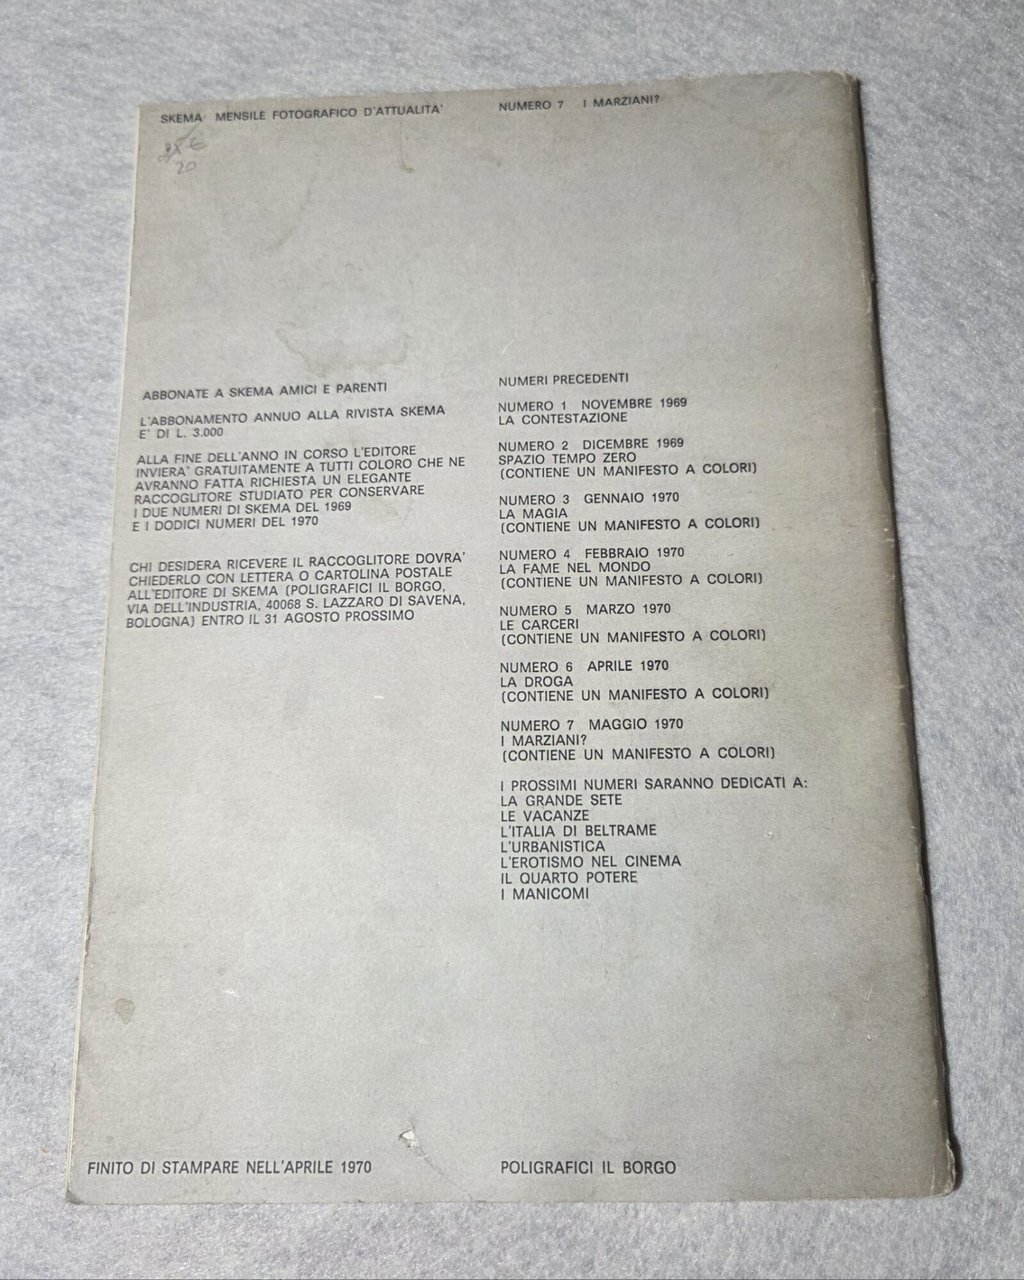 SKEMA MENSILE FOTOGRAFICO D'ATTUALITA'
NUMERO 7 I MARZIANI?
20
ABBONATE A SKEMA AMICI E PARENTI
L'ABBONAMENTO ANNUO ALLA RIVISTA SKEMA
E' DI L. 3.000
ALLA FINE DELL'ANNO IN CORSO L'EDITORE
INVIERA' GRATUITAMENTE A TUTTI COLORO CHE NE
AVRANNO FATTA RICHIESTA UN ELEGANTE
RACCOGLITORE STUDIATO PER CONSERVARE
I DUE NUMERI DI SKEMA DEL 1969
E I DODICI NUMERI DEL 1970
CHI DESIDERA RICEVERE IL RACCOGLITORE DOVRA'
CHIEDERLO CON LETTERA O CARTOLINA POSTALE
ALL'EDITORE DI SKEMA (POLIGRAFICI IL BORGO,
VIA DELL'INDUSTRIA, 40068 S. LAZZARO DI SAVENA,
BOLOGNA) ENTRO IL 31 AGOSTO PROSSIMO
NUMERI PRECEDENTI
NUMERO 1 NOVEMBRE 1969
LA CONTESTAZIONE
NUMERO 2 DICEMBRE 1969
SPAZIO TEMPO ZERO
(CONTIENE UN MANIFESTO A COLORI)
NUMERO 3 GENNAIO 1970
LA MAGIA
(CONTIENE UN MANIFESTO A COLORI)
NUMERO 4 FEBBRAIO 1970
LA FAME NEL MONDO
(CONTIENE UN MANIFESTO A COLORI)
NUMERO 5 MARZO 1970
LE CARCERI
(CONTIENE UN MANIFESTO A COLORI)
NUMERO 6 APRILE 1970
LA DROGA
(CONTIENE UN MANIFESTO A COLORI)
NUMERO 7 MAGGIO 1970
I MARZIANI?
(CONTIENE UN MANIFESTO A COLORI)
I PROSSIMI NUMERI SARANNO DEDICATI A:
LA GRANDE SETE
LE VACANZE
L'ITALIA DI BELTRAME
L'URBANISTICA
L'EROTISMO NEL CINEMA
IL QUARTO POTERE
I MANICOMI
FINITO DI STAMPARE NELL'APRILE 1970
POLIGRAFICI IL BORGO